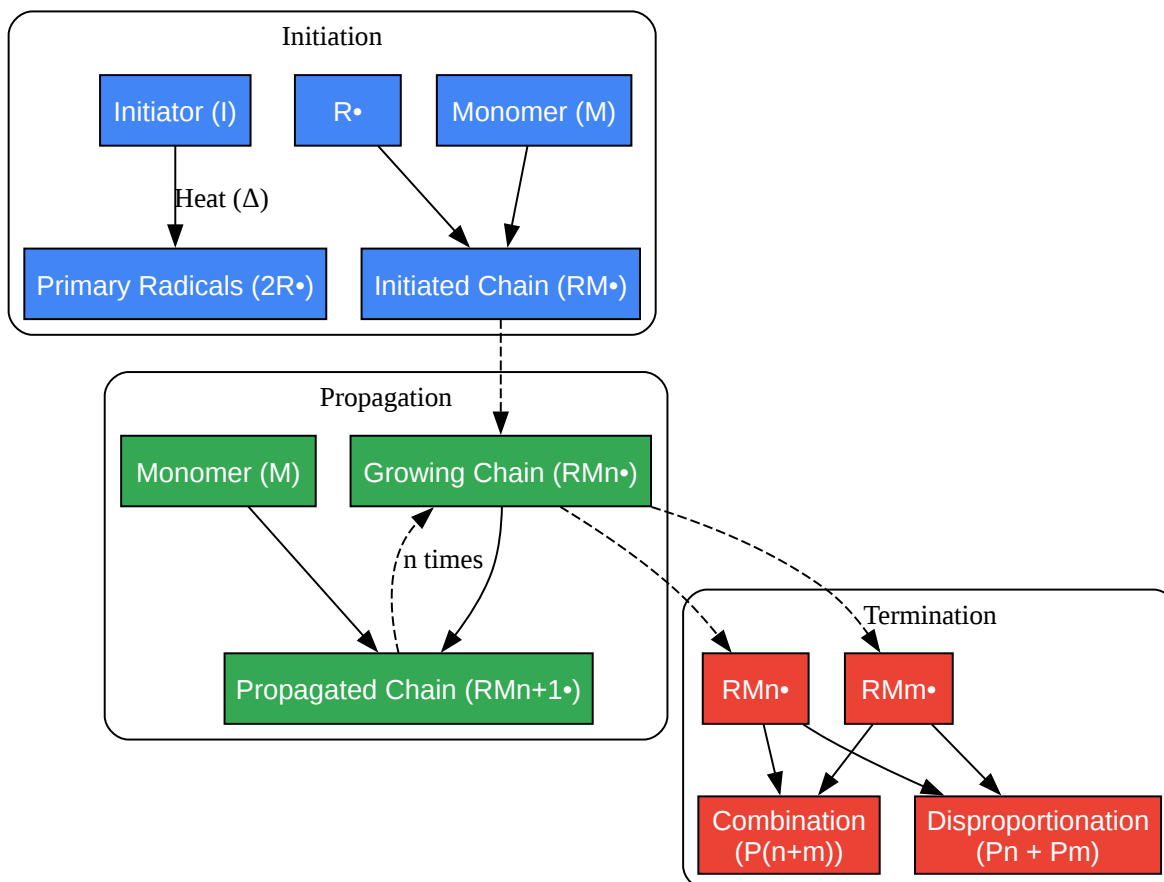 Initiation
Initiator (I)
R•
Monomer (M)
Heat (Δ)
Primary Radicals (2R•)
Initiated Chain (RM•)
Propagation
Monomer (M)
Growing Chain (RMn•)
n times
Propagated Chain (RMn+1•)
Termination
RMn•
RMm•
Combination
(P(n+m))
Disproportionation
(Pn + Pm)